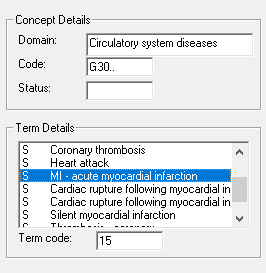 Concept Details
Domain: Circulatory system diseases
Code: G30..
Status:
Term Details
S Coronary thrombosis
S Heart attack
S MI - acute myocardial infarction
S Cardiac rupture following myocardial in
S Cardiac rupture following myocardial in
S Silent myocardial infarction
S Thrombosis - coronary
Term code: 15